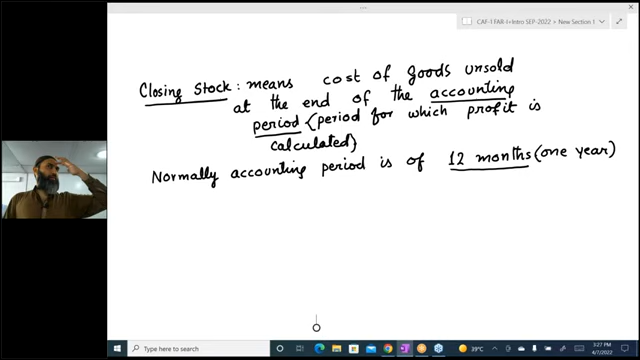 CAF-1 FAR-I+Intro SEP-2022 > New Section 1
Closing Stock : means cost of goods unsold
at the end of the accounting
period {period for which profit is
calculated}
Normally accounting period is of 12 months (one year)
Type here to search
39°C
3:27 PM
4/7/2022